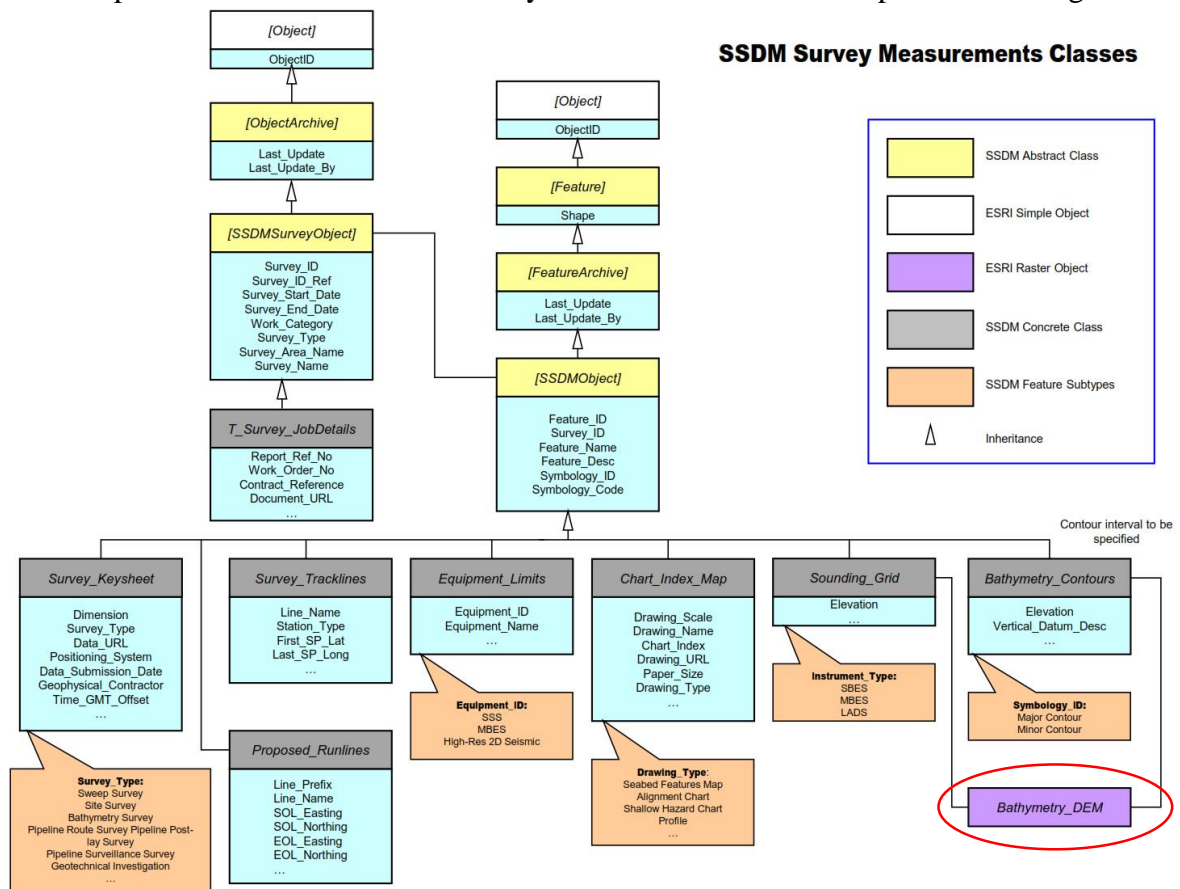 SSDM Survey Measurements Classes
[Object]
ObjectID
[ObjectArchive]
Last_Update
Last_Update_By
[SSDMSurveyObject]
Survey_ID
Survey_ID_Ref
Survey_Start_Date
Survey_End_Date
Work_Category
Survey_Type
Survey_Area_Name
Survey_Name
T_Survey_JobDetails
Report_Ref_No
Work_Order_No
Contract_Reference
Document_URL
...
[Object]
ObjectID
[Feature]
Shape
[FeatureArchive]
Last_Update
Last_Update_By
[SSDMObject]
Feature_ID
Survey_ID
Feature_Name
Feature_Desc
Symbology_ID
Symbology_Code
SSDM Abstract Class
ESRI Simple Object
ESRI Raster Object
SSDM Concrete Class
SSDM Feature Subtypes
Inheritance
Contour interval to be
specified
Survey_Keysheet
Dimension
Survey_Type
Data_URL
Positioning_System
Data_Submission_Date
Geophysical_Contractor
Time_GMT_Offset
...
Survey_Type:
Sweep Survey
Site Survey
Bathymetry Survey
Pipeline Route Survey Pipeline Post-
lay Survey
Pipeline Surveillance Survey
Geotechnical Investigation
...
Survey_Tracklines
Line_Name
Station_Type
First_SP_Lat
Last_SP_Long
...
Proposed_Runlines
Line_Prefix
Line_Name
SOL_Easting
SOL_Northing
EOL_Easting
EOL_Northing
Equipment_Limits
Equipment_ID
Equipment_Name
...
Equipment_ID:
SSS
MBES
High-Res 2D Seismic
Chart_Index_Map
Drawing_Scale
Drawing_Name
Chart_Index
Drawing_URL
Paper_Size
Drawing_Type
...
Drawing_Type:
Seabed Features Map
Alignment Chart
Shallow Hazard Chart
Profile
...
Sounding_Grid
Elevation
...
Instrument_Type:
SBES
MBES
LADS
Bathymetry_Contours
Elevation
Vertical_Datum_Desc
...
Symbology_ID:
Major Contour
Minor Contour
Bathymetry_DEM